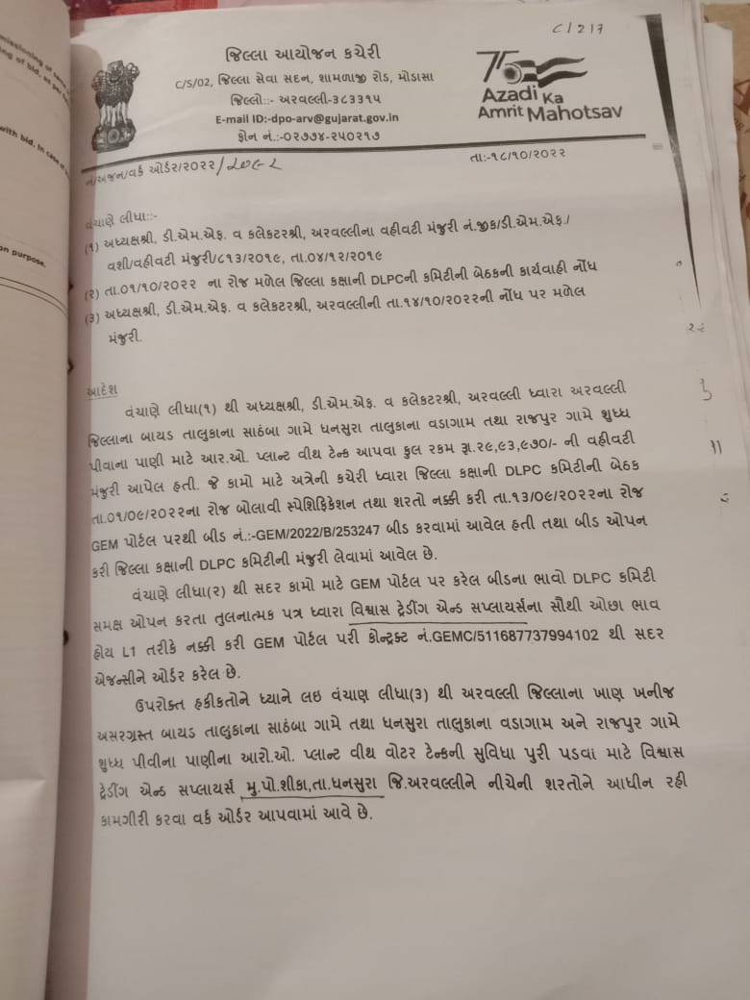 C/217
જિલ્લા આયોજન કચેરી
C/S/02, જિલ્લા સેવા સદન, શામળાજી રોડ, મોડાસા
જિલ્લો:- અરવલ્લી-૩૮૩૩૧૫
E-mail ID:-dpo-arv@gujarat.gov.in
ફોન નં.:-૦૨૭૭૪-૨૫૦૨૧૭
75
Azadi Ka
Amrit Mahotsav
નં/અજન/વર્ક ઓર્ડર/૨૦૨૨/
તા:-૧૮/૧૦/૨૦૨૨
વંચાણે લીધા::-
(૧) અધ્યક્ષશ્રી, ડી.એમ.એફ. વ કલેકટરશ્રી, અરવલ્લીના વહીવટી મંજુરી નં.જીક/ડી.એમ.એફ./
વશી/વહીવટી મંજુરી/૮૧૩/૨૦૧૯, તા.૦૪/૧૨/૨૦૧૯
(૨) તા.૦૧/૧૦/૨૦૨૨ ના રોજ મળેલ જિલ્લા કક્ષાની DLPCની કમિટીની બેઠકની કાર્યવાહી નોંધ
(૩) અધ્યક્ષશ્રી, ડી.એમ.એફ. વ કલેકટરશ્રી, અરવલ્લીની તા.૧૪/૧૦/૨૦૨૨ની નોંધ પર મળેલ
મંજુરી.
આદેશ
વંચાણે લીધા(૧) થી અધ્યક્ષશ્રી, ડી.એમ.એફ. વ કલેકટરશ્રી, અરવલ્લી ધ્વારા અરવલ્લી
જિલ્લાના બાયડ તાલુકાના સાઠંબા ગામે ધનસુરા તાલુકાના વડાગામ તથા રાજપુર ગામે શુધ્ધ
પીવાના પાણી માટે આર.ઓ. પ્લાન્ટ વીથ ટેન્ક આપવા કુલ રકમ રૂા.૨૯,૯૩,૯૭૦/- ની વહીવટી
મંજુરી આપેલ હતી. જે કામો માટે અત્રેની કચેરી ધ્વારા જિલ્લા કક્ષાની DLPC કમિટીની બેઠક
તા.૦૧/૦૯/૨૦૨૨ના રોજ બોલાવી સ્પેશિફિકેશન તથા શરતો નક્કી કરી તા.૧૩/૦૯/૨૦૨૨ના રોજ
GEM પોર્ટલ પરથી બીડ નં.:-GEM/2022/B/253247 બીડ કરવામાં આવેલ હતી તથા બીડ ઓપન
કરી જિલ્લા કક્ષાની DLPC કમિટીની મંજુરી લેવામાં આવેલ છે.
વંચાણે લીધા(૨) થી સદર કામો માટે GEM પોર્ટલ પર કરેલ બીડના ભાવો DLPC કમિટી
સમક્ષ ઓપન કરતા તુલનાત્મક પત્ર ધ્વારા વિશ્વાસ ટ્રેડીંગ એન્ડ સપ્લાયર્સના સૌથી ઓછા ભાવ
હોય L1 તરીકે નક્કી કરી GEM પોર્ટલ પરી કોન્ટ્રક્ટ નં.GEMC/511687737994102 થી સદર
એજન્સીને ઓર્ડર કરેલ છે.
ઉપરોક્ત હકીકતોને ધ્યાને લઇ વંચાણ લીધા(૩) થી અરવલ્લી જિલ્લાના ખાણ ખનીજ
અસરગ્રસ્ત બાયડ તાલુકાના સાઠંબા ગામે તથા ધનસુરા તાલુકાના વડાગામ અને રાજપુર ગામે
શુધ્ધ પીવીના પાણીના આરો.ઓ. પ્લાન્ટ વીથ વોટર ટેન્કની સુવિધા પુરી પડવા માટે વિશ્વાસ
ટ્રેડીંગ એન્ડ સપ્લાયર્સ મુ.પો.શીકા,તા.ધનસુરા જિ.અરવલ્લીને નીચેની શરતોને આધીન રહી
કામગીરી કરવા વર્ક ઓર્ડર આપવામાં આવે છે.